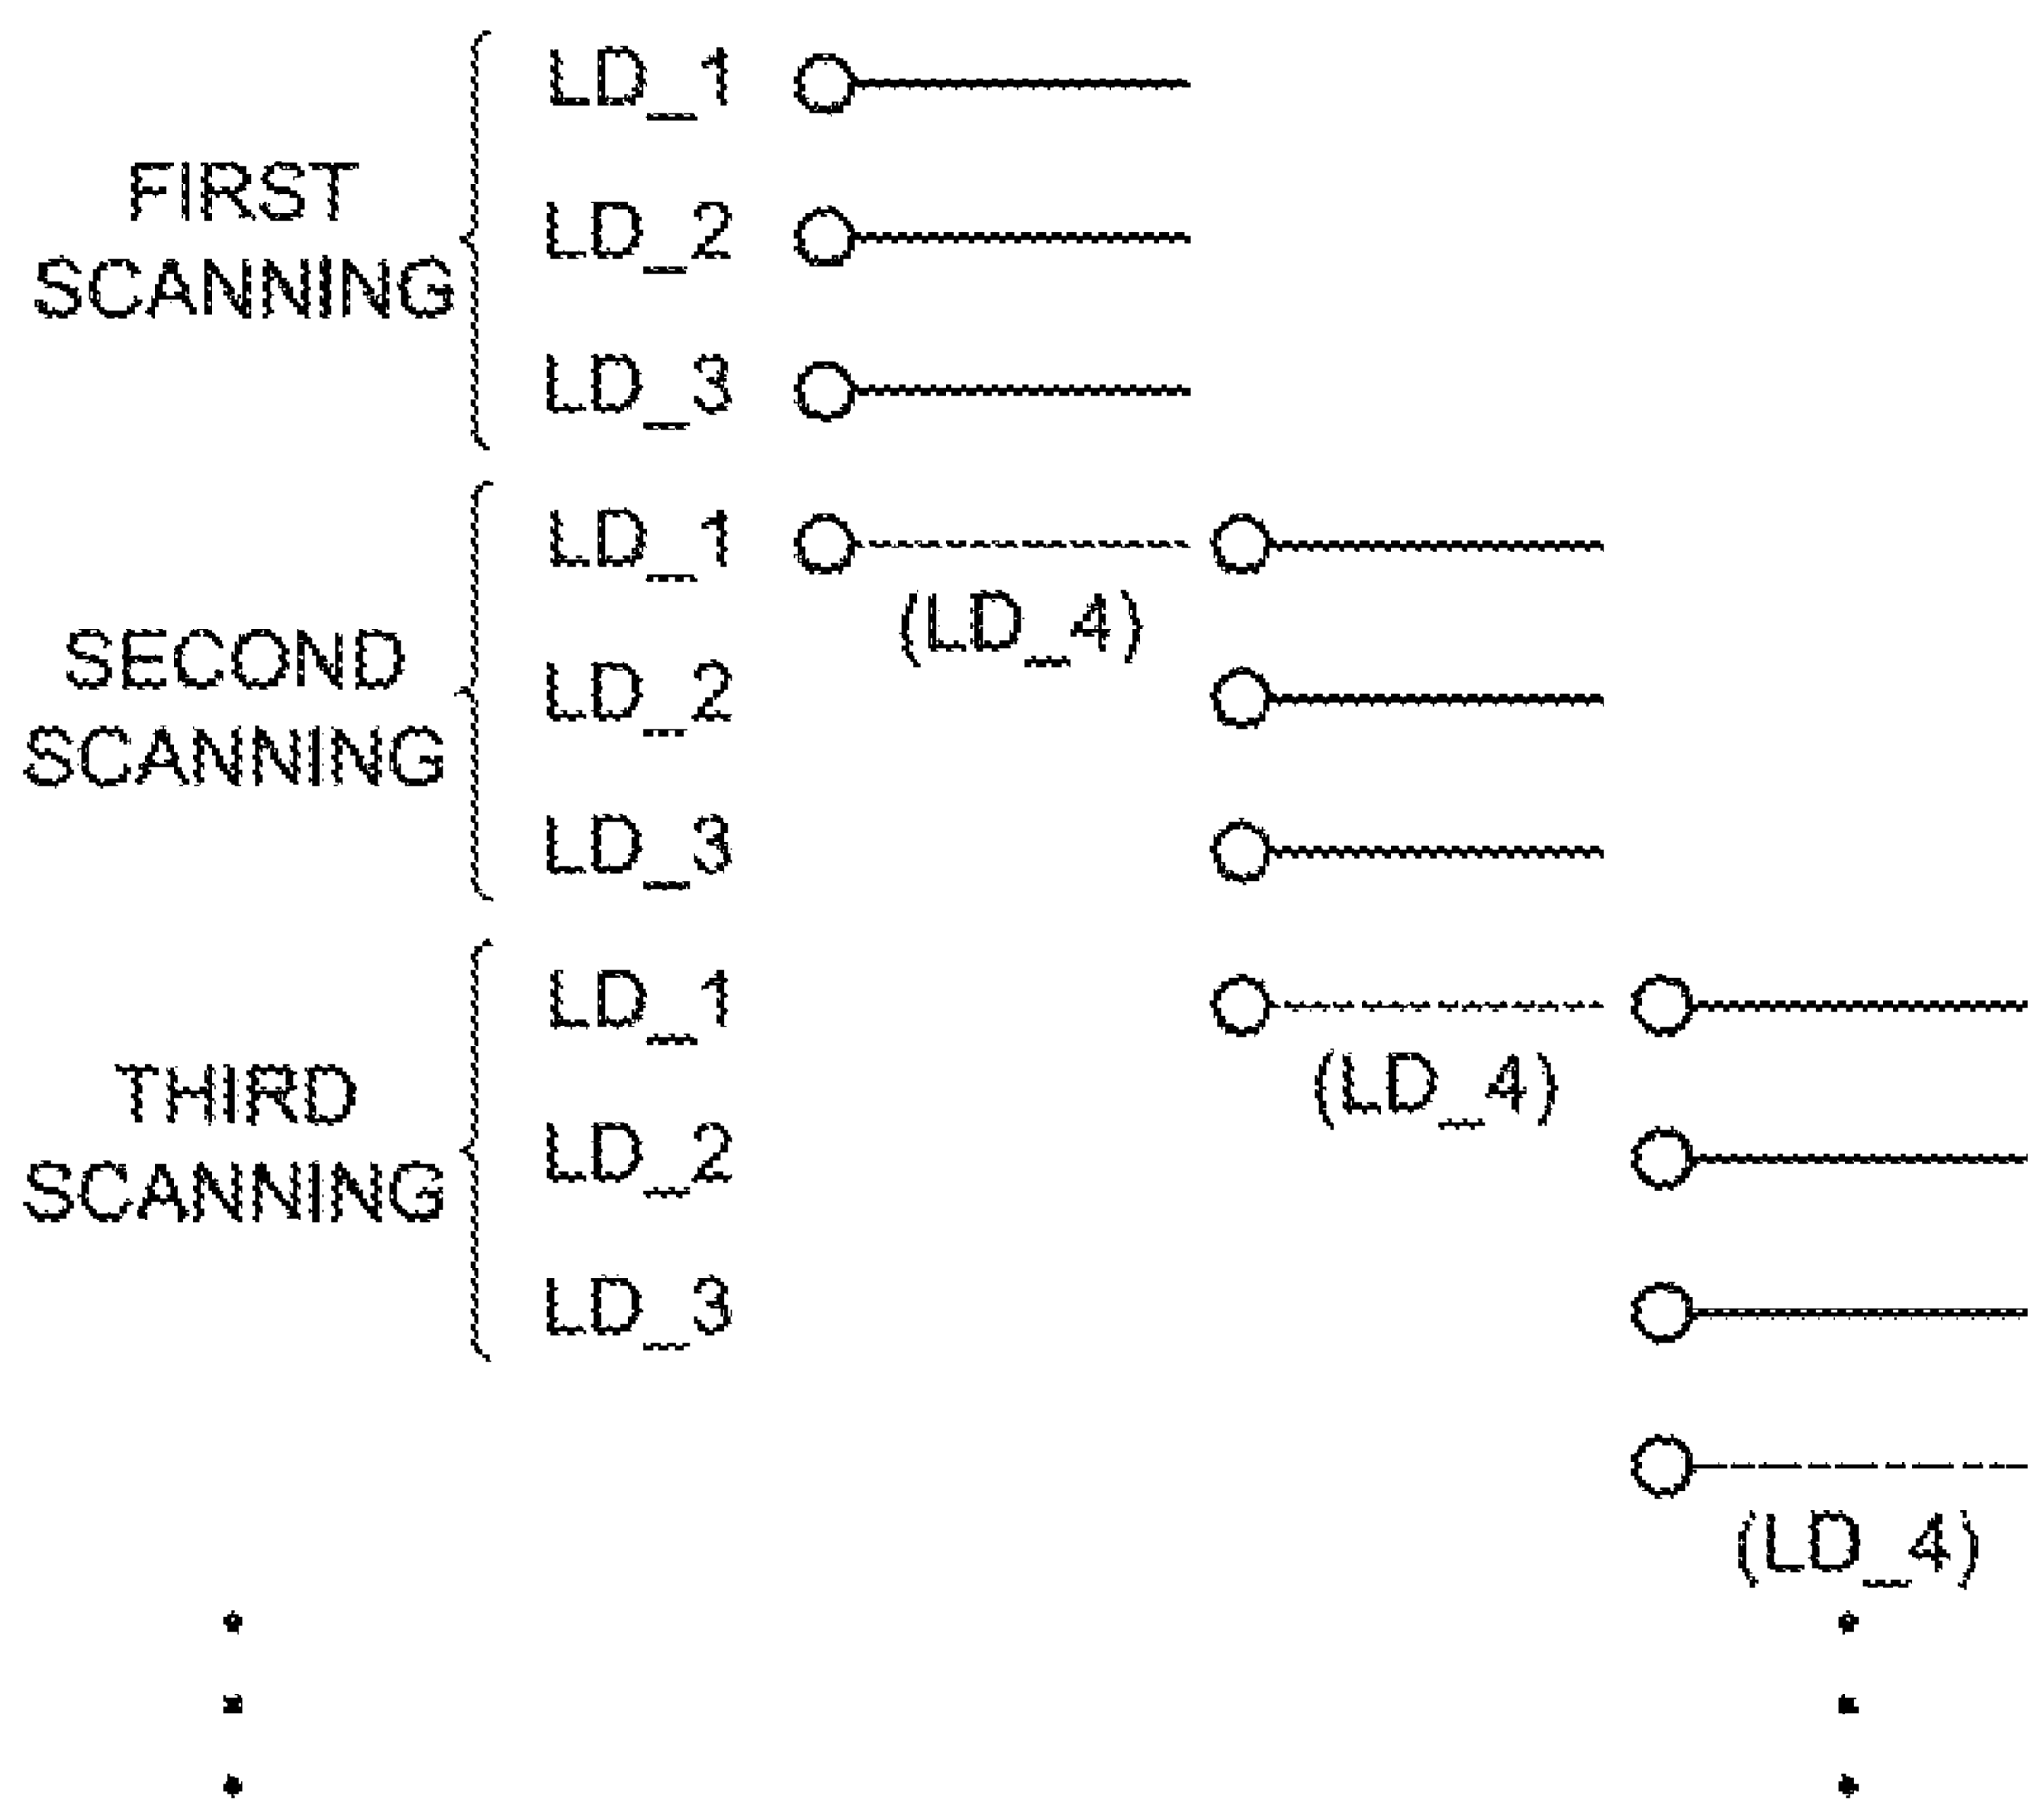 FIRST
SCANNING
LD_1
LD_2
LD_3
SECOND
SCANNING
LD_1
(LD_4)
LD_2
LD_3
THIRD
SCANNING
LD_1
(LD_4)
LD_2
LD_3
(LD_4)